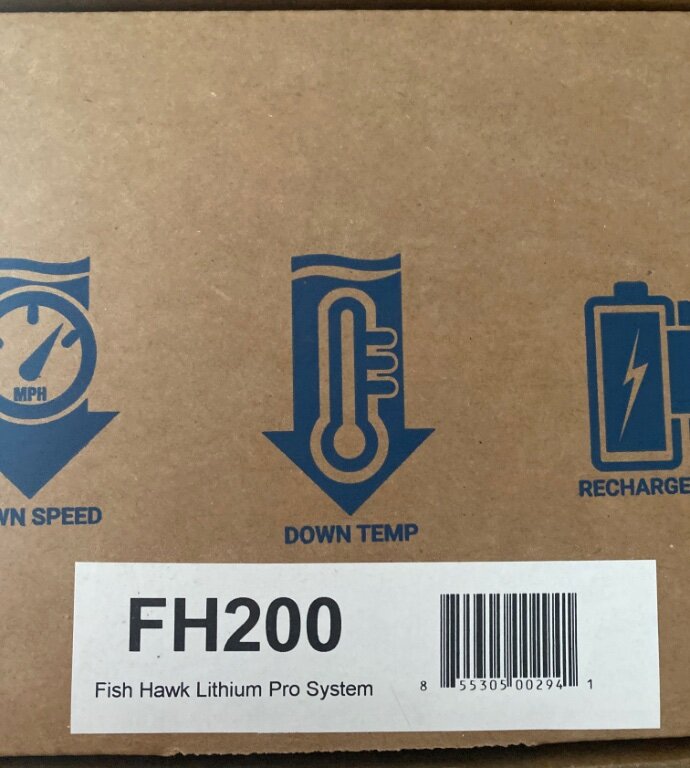 MPH
WN SPEED
DOWN TEMP
RECHARGE
FH200
Fish Hawk Lithium Pro System
8 55305 00294 1